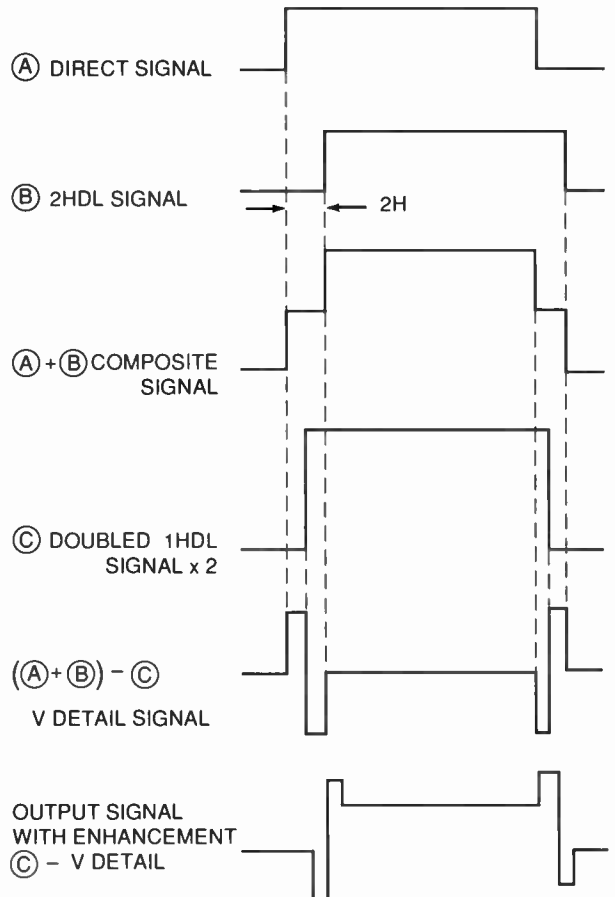 Ⓐ DIRECT SIGNAL
Ⓑ 2HDL SIGNAL
2H
Ⓐ+Ⓑ COMPOSITE
SIGNAL
Ⓒ DOUBLED 1HDL
SIGNAL x 2
(Ⓐ+Ⓑ) – Ⓒ
V DETAIL SIGNAL
OUTPUT SIGNAL
WITH ENHANCEMENT
Ⓒ – V DETAIL